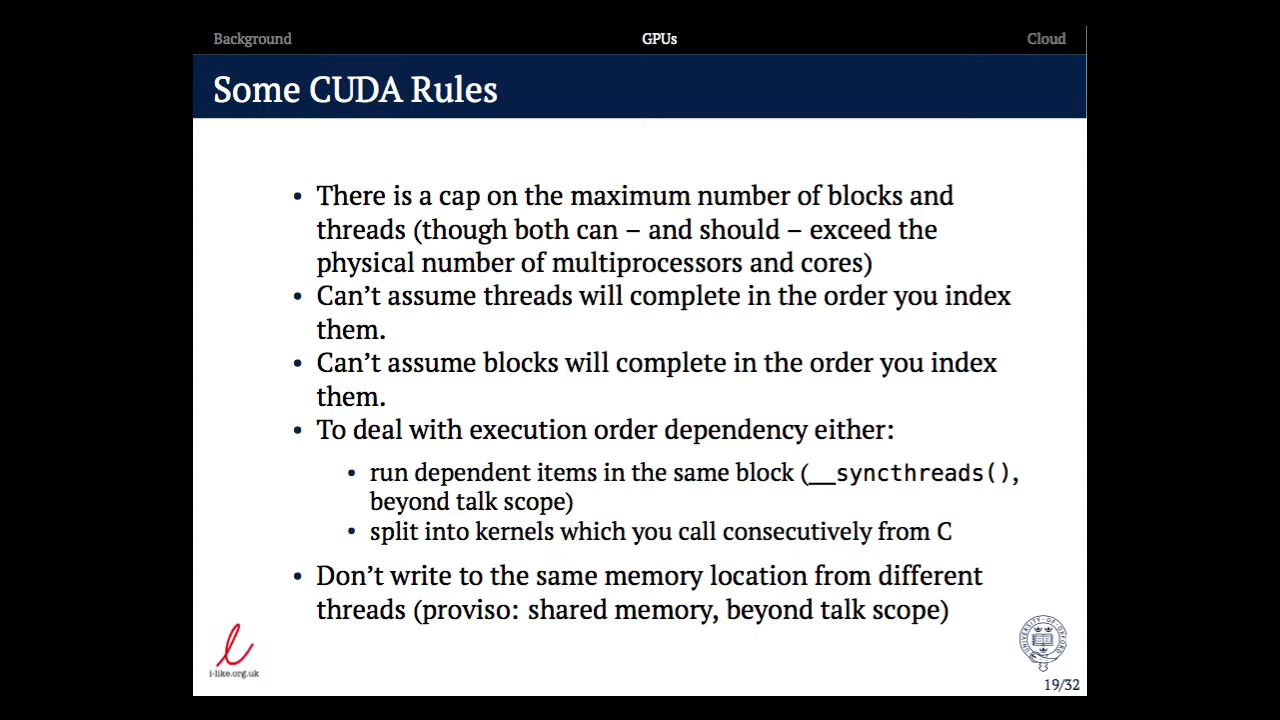 Background GPUs Cloud
Some CUDA Rules
• There is a cap on the maximum number of blocks and
threads (though both can – and should – exceed the
physical number of multiprocessors and cores)
• Can't assume threads will complete in the order you index
them.
• Can't assume blocks will complete in the order you index
them.
• To deal with execution order dependency either:
• run dependent items in the same block (__syncthreads(),
beyond talk scope)
• split into kernels which you call consecutively from C
• Don't write to the same memory location from different
threads (proviso: shared memory, beyond talk scope)
i-like.org.uk
UNIVERSITY OF OXFORD
19/32